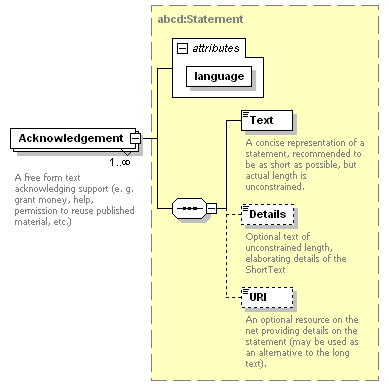 abcd:Statement
attributes
language
Acknowledgement
1..∞
A free form text
acknowledging support (e. g.
grant money, help,
permission to reuse published
material, etc.)
Text
A concise representation of a
statement, recommended to
be as short as possible, but
actual length is
unconstrained.
Details
Optional text of
unconstrained length,
elaborating details of the
ShortText
URI
An optional resource on the
net providing details on the
statement (may be used as
an alternative to the long
text).